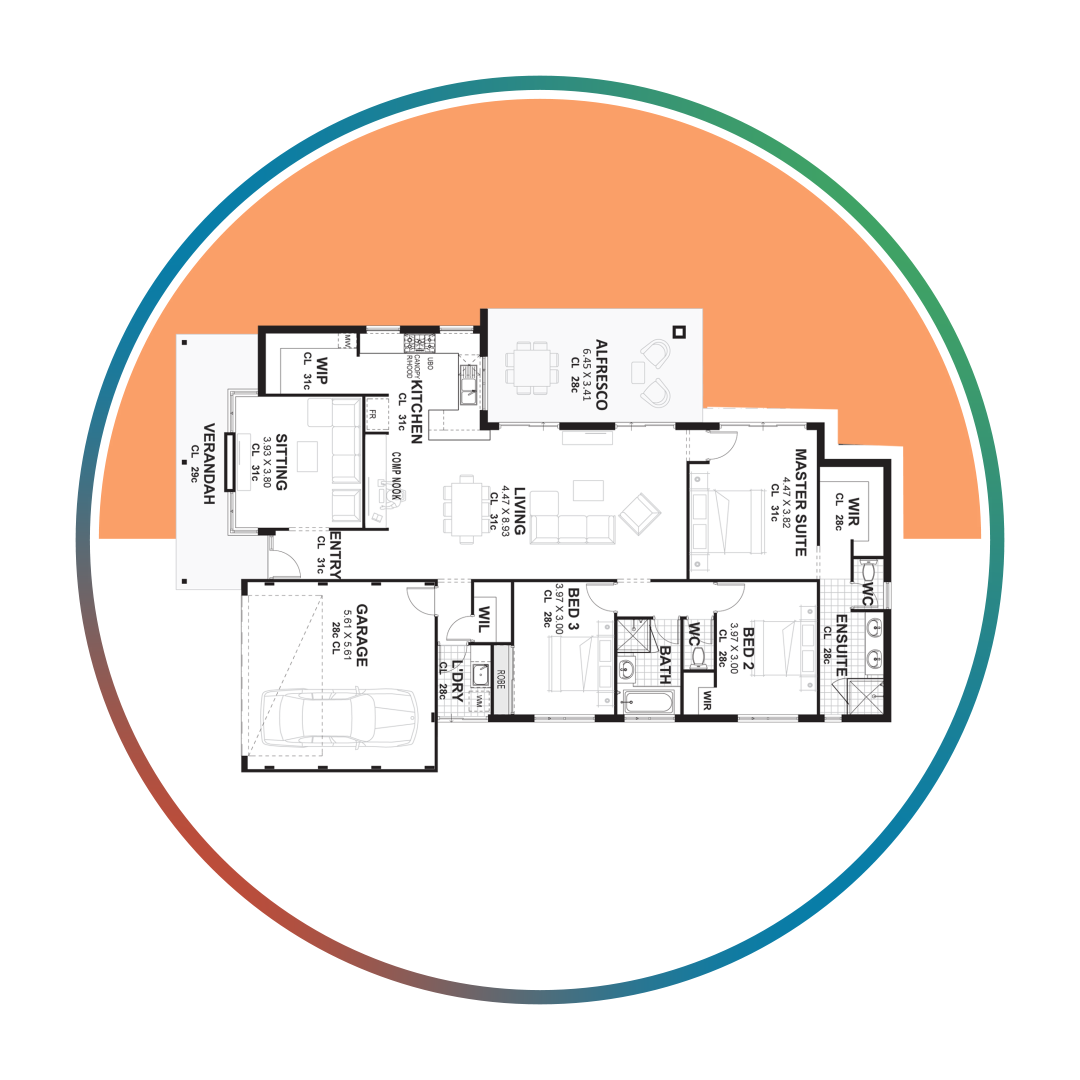 VERANDAH
CL 29c
SITTING
3.93 X 3.80
CL 31c
WIP
CL 31c
MW
ENTRY
CL 31c
FR
COMP NOOK
KITCHEN
CL 31c
UBO
CANOPY
R/HOOD
ALFRESCO
6.45 X 3.41
CL 28c
LIVING
4.47 X 8.93
CL 31c
MASTER SUITE
4.47 X 3.82
CL 31c
WIR
CL 28c
WC
ENSUITE
CL 28c
GARAGE
5.61 X 5.61
28c CL
WIL
L'DRY
CL 28c
WM
ROBE
BED 3
3.97 X 3.00
CL 28c
BATH
WC
WIR
BED 2
3.97 X 3.00
CL 28c